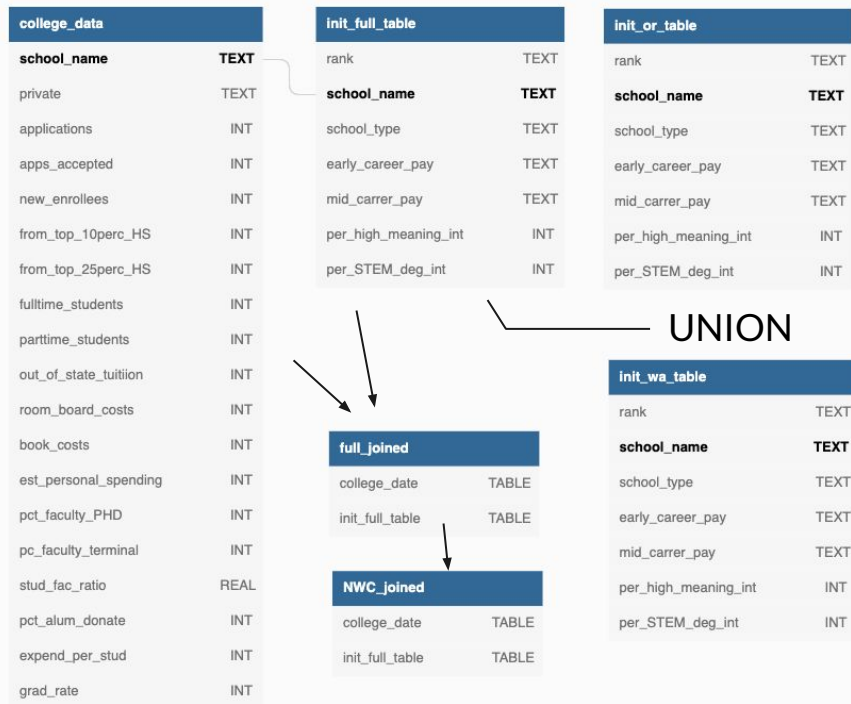 college_data
school_name TEXT
private TEXT
applications INT
apps_accepted INT
new_enrollees INT
from_top_10perc_HS INT
from_top_25perc_HS INT
fulltime_students INT
parttime_students INT
out_of_state_tuitiion INT
room_board_costs INT
book_costs INT
est_personal_spending INT
pct_faculty_PHD INT
pc_faculty_terminal INT
stud_fac_ratio REAL
pct_alum_donate INT
expend_per_stud INT
grad_rate INT
init_full_table
rank TEXT
school_name TEXT
school_type TEXT
early_career_pay TEXT
mid_carrer_pay TEXT
per_high_meaning_int INT
per_STEM_deg_int INT
init_or_table
rank TEXT
school_name TEXT
school_type TEXT
early_career_pay TEXT
mid_carrer_pay TEXT
per_high_meaning_int INT
per_STEM_deg_int INT
UNION
init_wa_table
rank TEXT
school_name TEXT
school_type TEXT
early_career_pay TEXT
mid_carrer_pay TEXT
per_high_meaning_int INT
per_STEM_deg_int INT
full_joined
college_date TABLE
init_full_table TABLE
NWC_joined
college_date TABLE
init_full_table TABLE